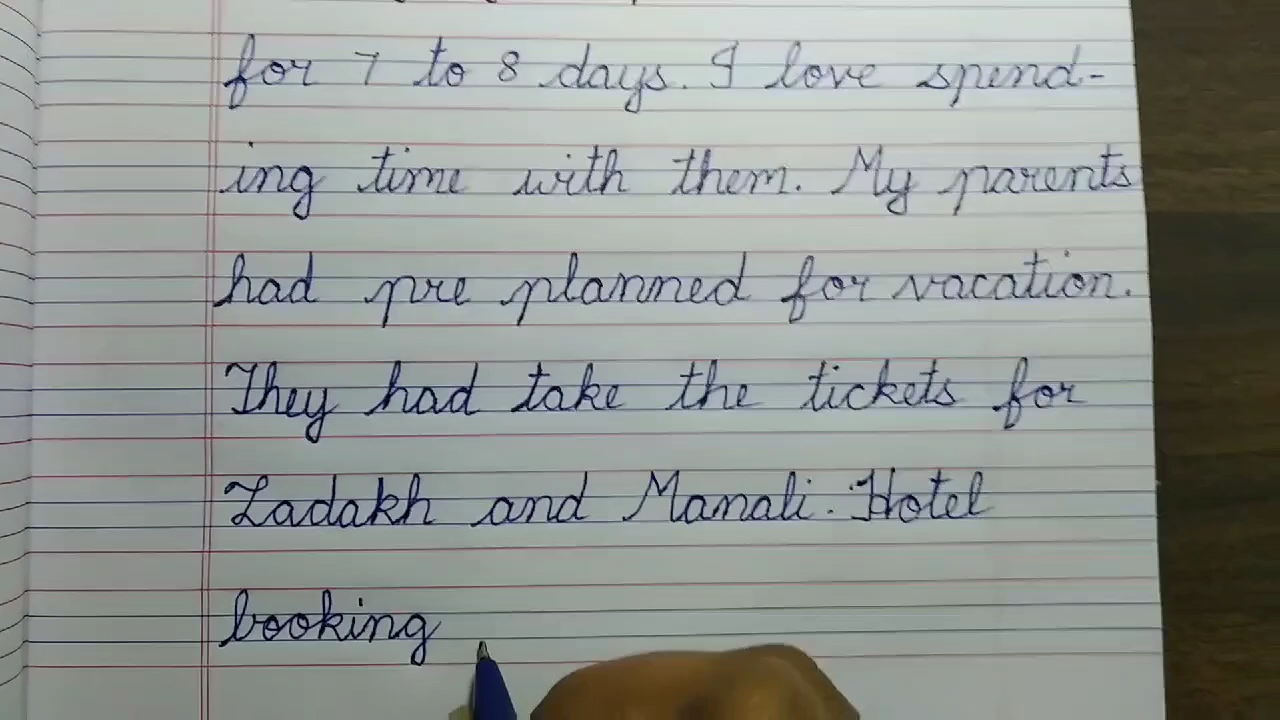 for 7 to 8 days. I love spend-
ing time with them. My parents
had pre planned for vacation.
They had take the tickets for
Ladakh and Manali. Hotel
booking